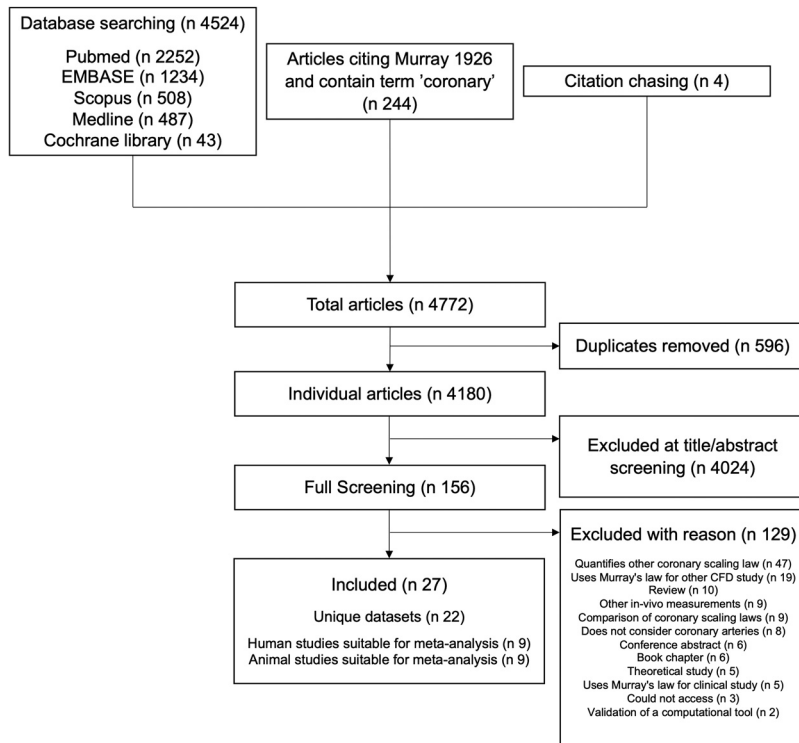 Database searching (n 4524)
Pubmed (n 2252)
EMBASE (n 1234)
Scopus (n 508)
Medline (n 487)
Cochrane library (n 43)
Articles citing Murray 1926
and contain term 'coronary'
(n 244)
Citation chasing (n 4)
Total articles (n 4772)
Duplicates removed (n 596)
Individual articles (n 4180)
Excluded at title/abstract
screening (n 4024)
Full Screening (n 156)
Excluded with reason (n 129)
Quantifies other coronary scaling law (n 47)
Uses Murray's law for other CFD study (n 19)
Review (n 10)
Other in-vivo measurements (n 9)
Comparison of coronary scaling laws (n 9)
Does not consider coronary arteries (n 8)
Conference abstract (n 6)
Book chapter (n 6)
Theoretical study (n 5)
Uses Murray's law for clinical study (n 5)
Could not access (n 3)
Validation of a computational tool (n 2)
Included (n 27)
Unique datasets (n 22)
Human studies suitable for meta-analysis (n 9)
Animal studies suitable for meta-analysis (n 9)